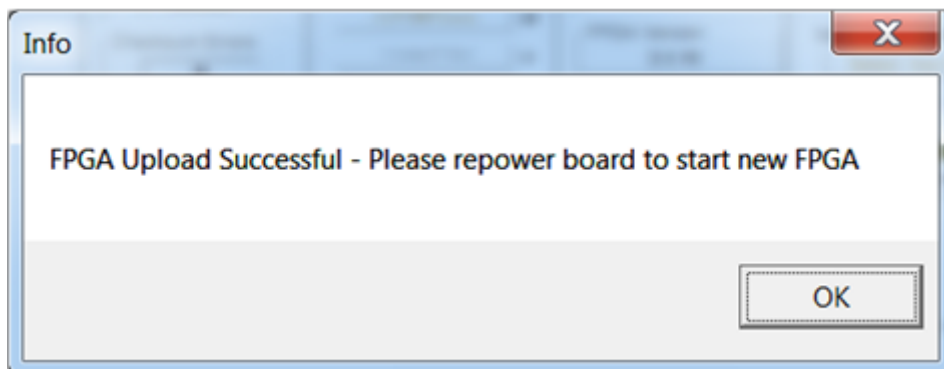 Info
FPGA Upload Successful - Please repower board to start new FPGA
OK